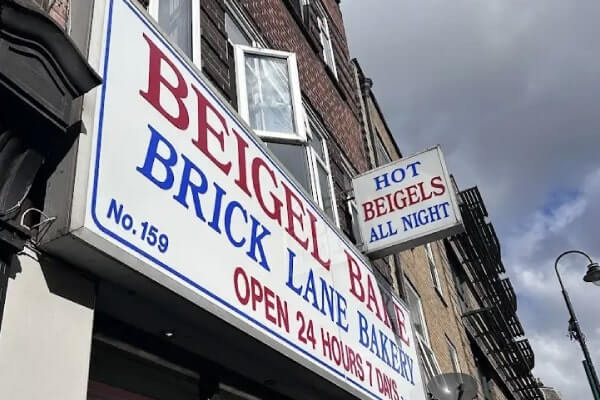 BEIGEL BAKE
BRICK LANE BAKERY
No.159
OPEN 24 HOURS 7 DAYS
HOT
BEIGELS
ALL NIGHT